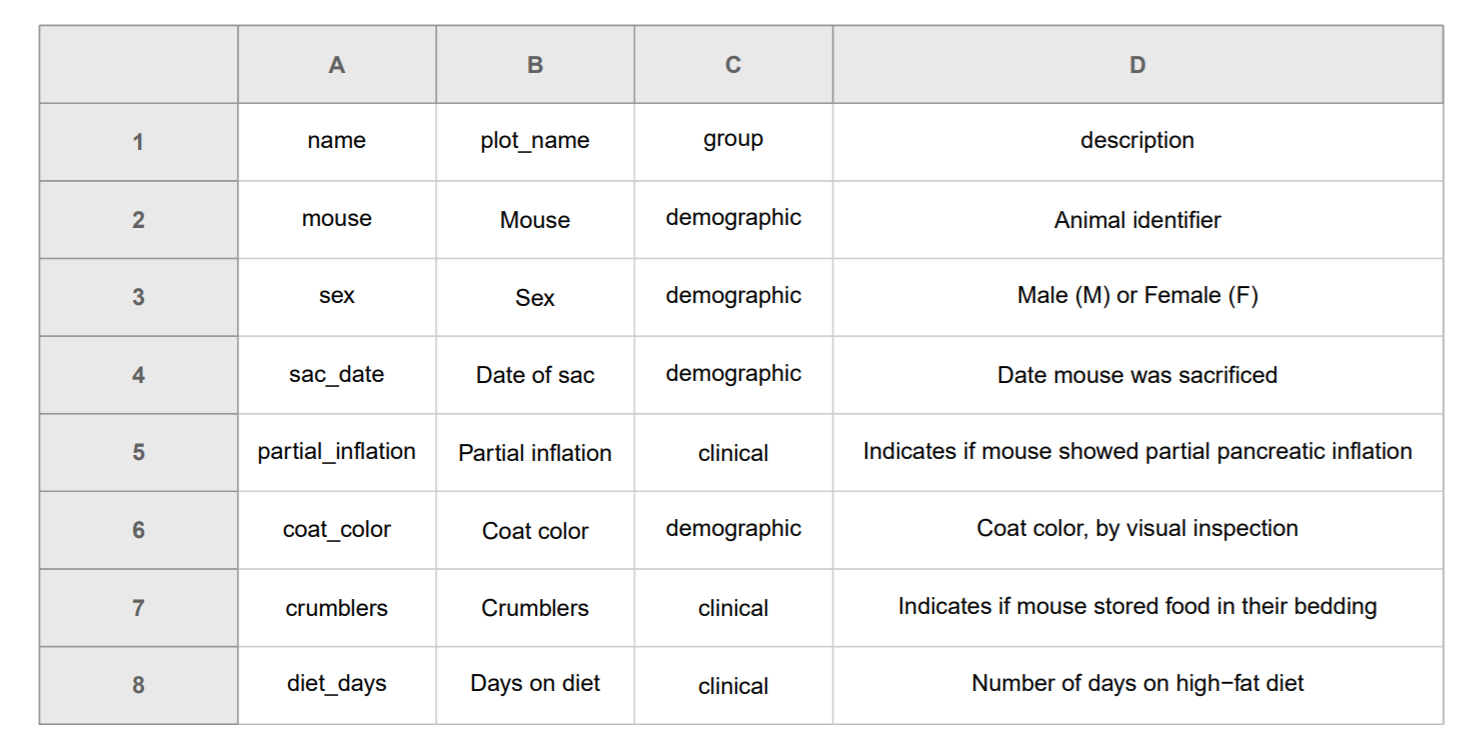 A B C D
1 name plot_name group description
2 mouse Mouse demographic Animal identifier
3 sex Sex demographic Male (M) or Female (F)
4 sac_date Date of sac demographic Date mouse was sacrificed
5 partial_inflation Partial inflation clinical Indicates if mouse showed partial pancreatic inflation
6 coat_color Coat color demographic Coat color, by visual inspection
7 crumblers Crumblers clinical Indicates if mouse stored food in their bedding
8 diet_days Days on diet clinical Number of days on high−fat diet